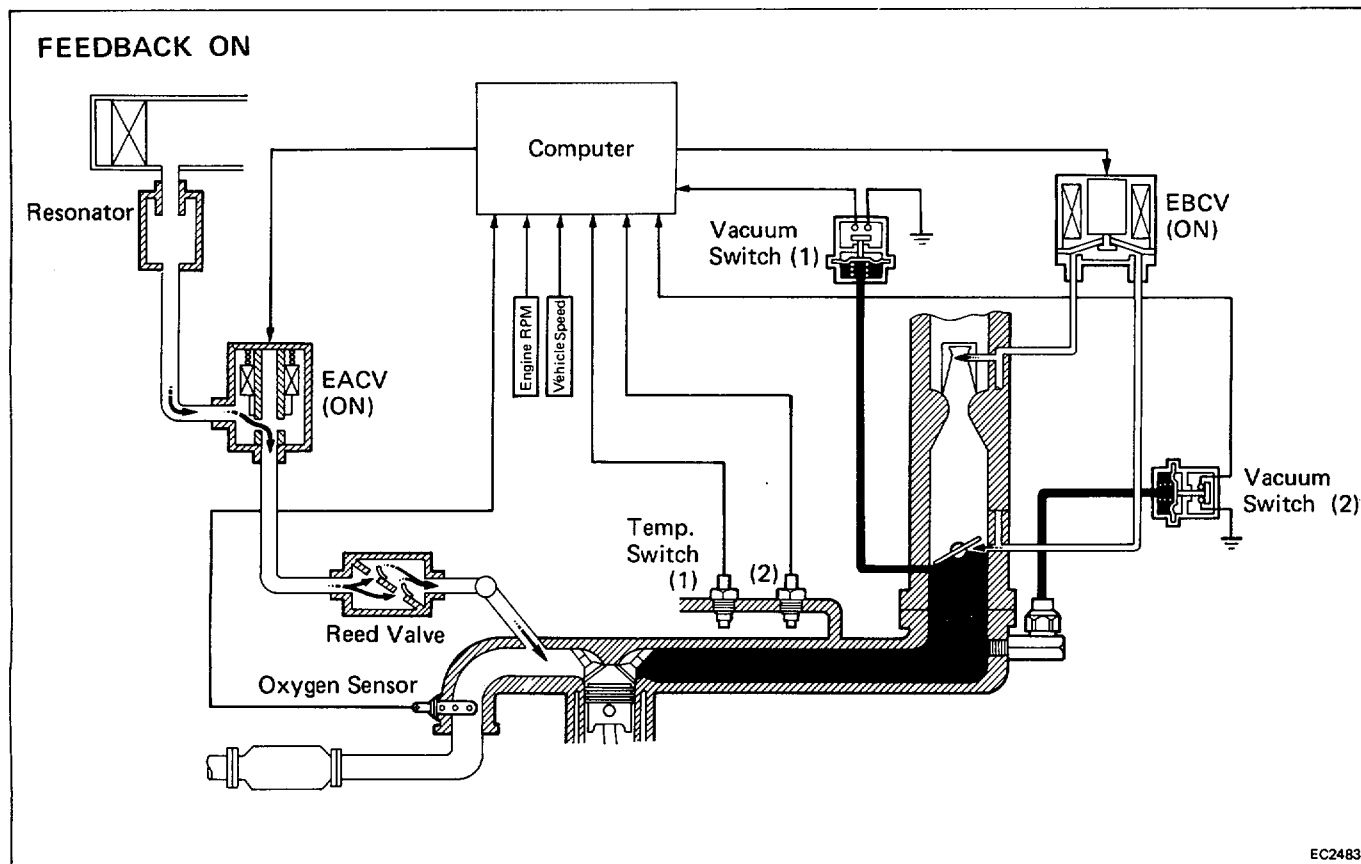 FEEDBACK ON
Computer
Resonator
EBCV
(ON)
Vacuum
Switch (1)
Engine RPM
Vehicle Speed
EACV
(ON)
Vacuum
Switch (2)
Temp.
Switch
(1)
(2)
Reed Valve
Oxygen Sensor
EC2483